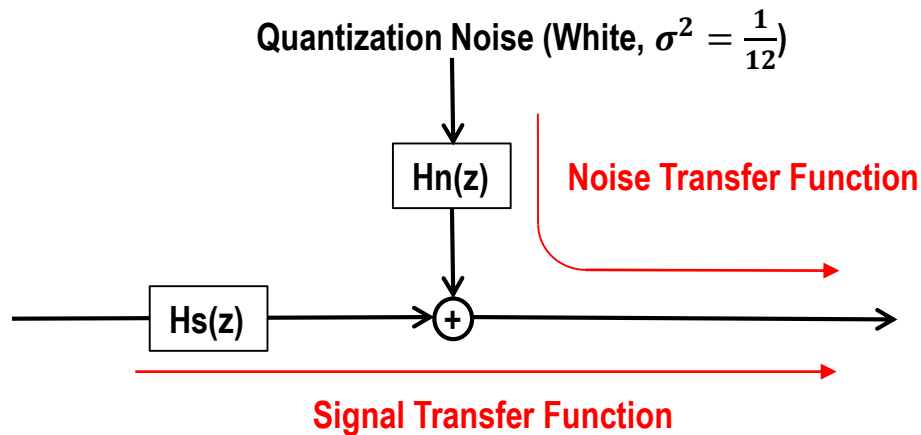 Quantization Noise (White, σ² = 1/12)
Hn(z)
Noise Transfer Function
Hs(z)
+
Signal Transfer Function